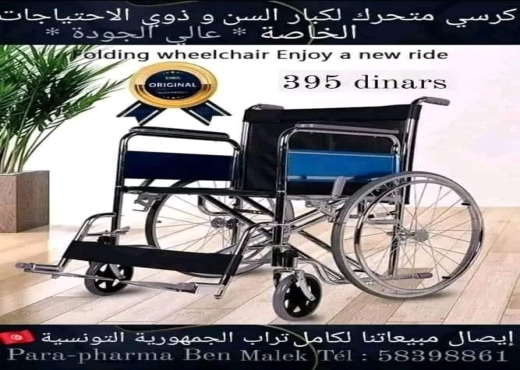 كرسي متحرك لكبار السن و ذوي الاحتياجات
الخاصة * عالي الجودة *
Folding wheelchair Enjoy a new ride
100%
ORIGINAL
395 dinars
إيصال مبيعاتنا لكامل تراب الجمهورية التونسية
Para-pharma Ben Malek Tél : 58398861